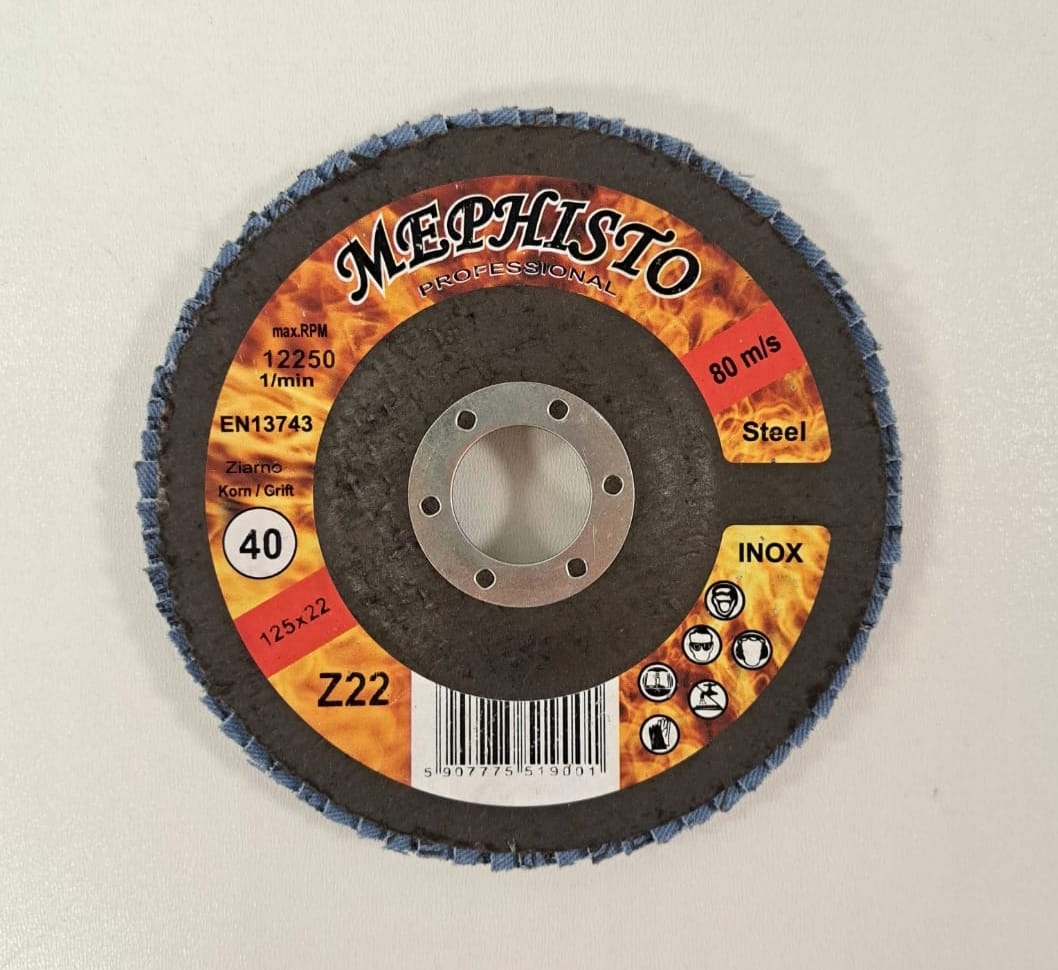 MEPHISTO
PROFESSIONAL
max.RPM
12250
1/min
EN13743
Ziarno
Korn / Grift
40
125x22
Z22
80 m/s
Steel
INOX
5 907775 519001